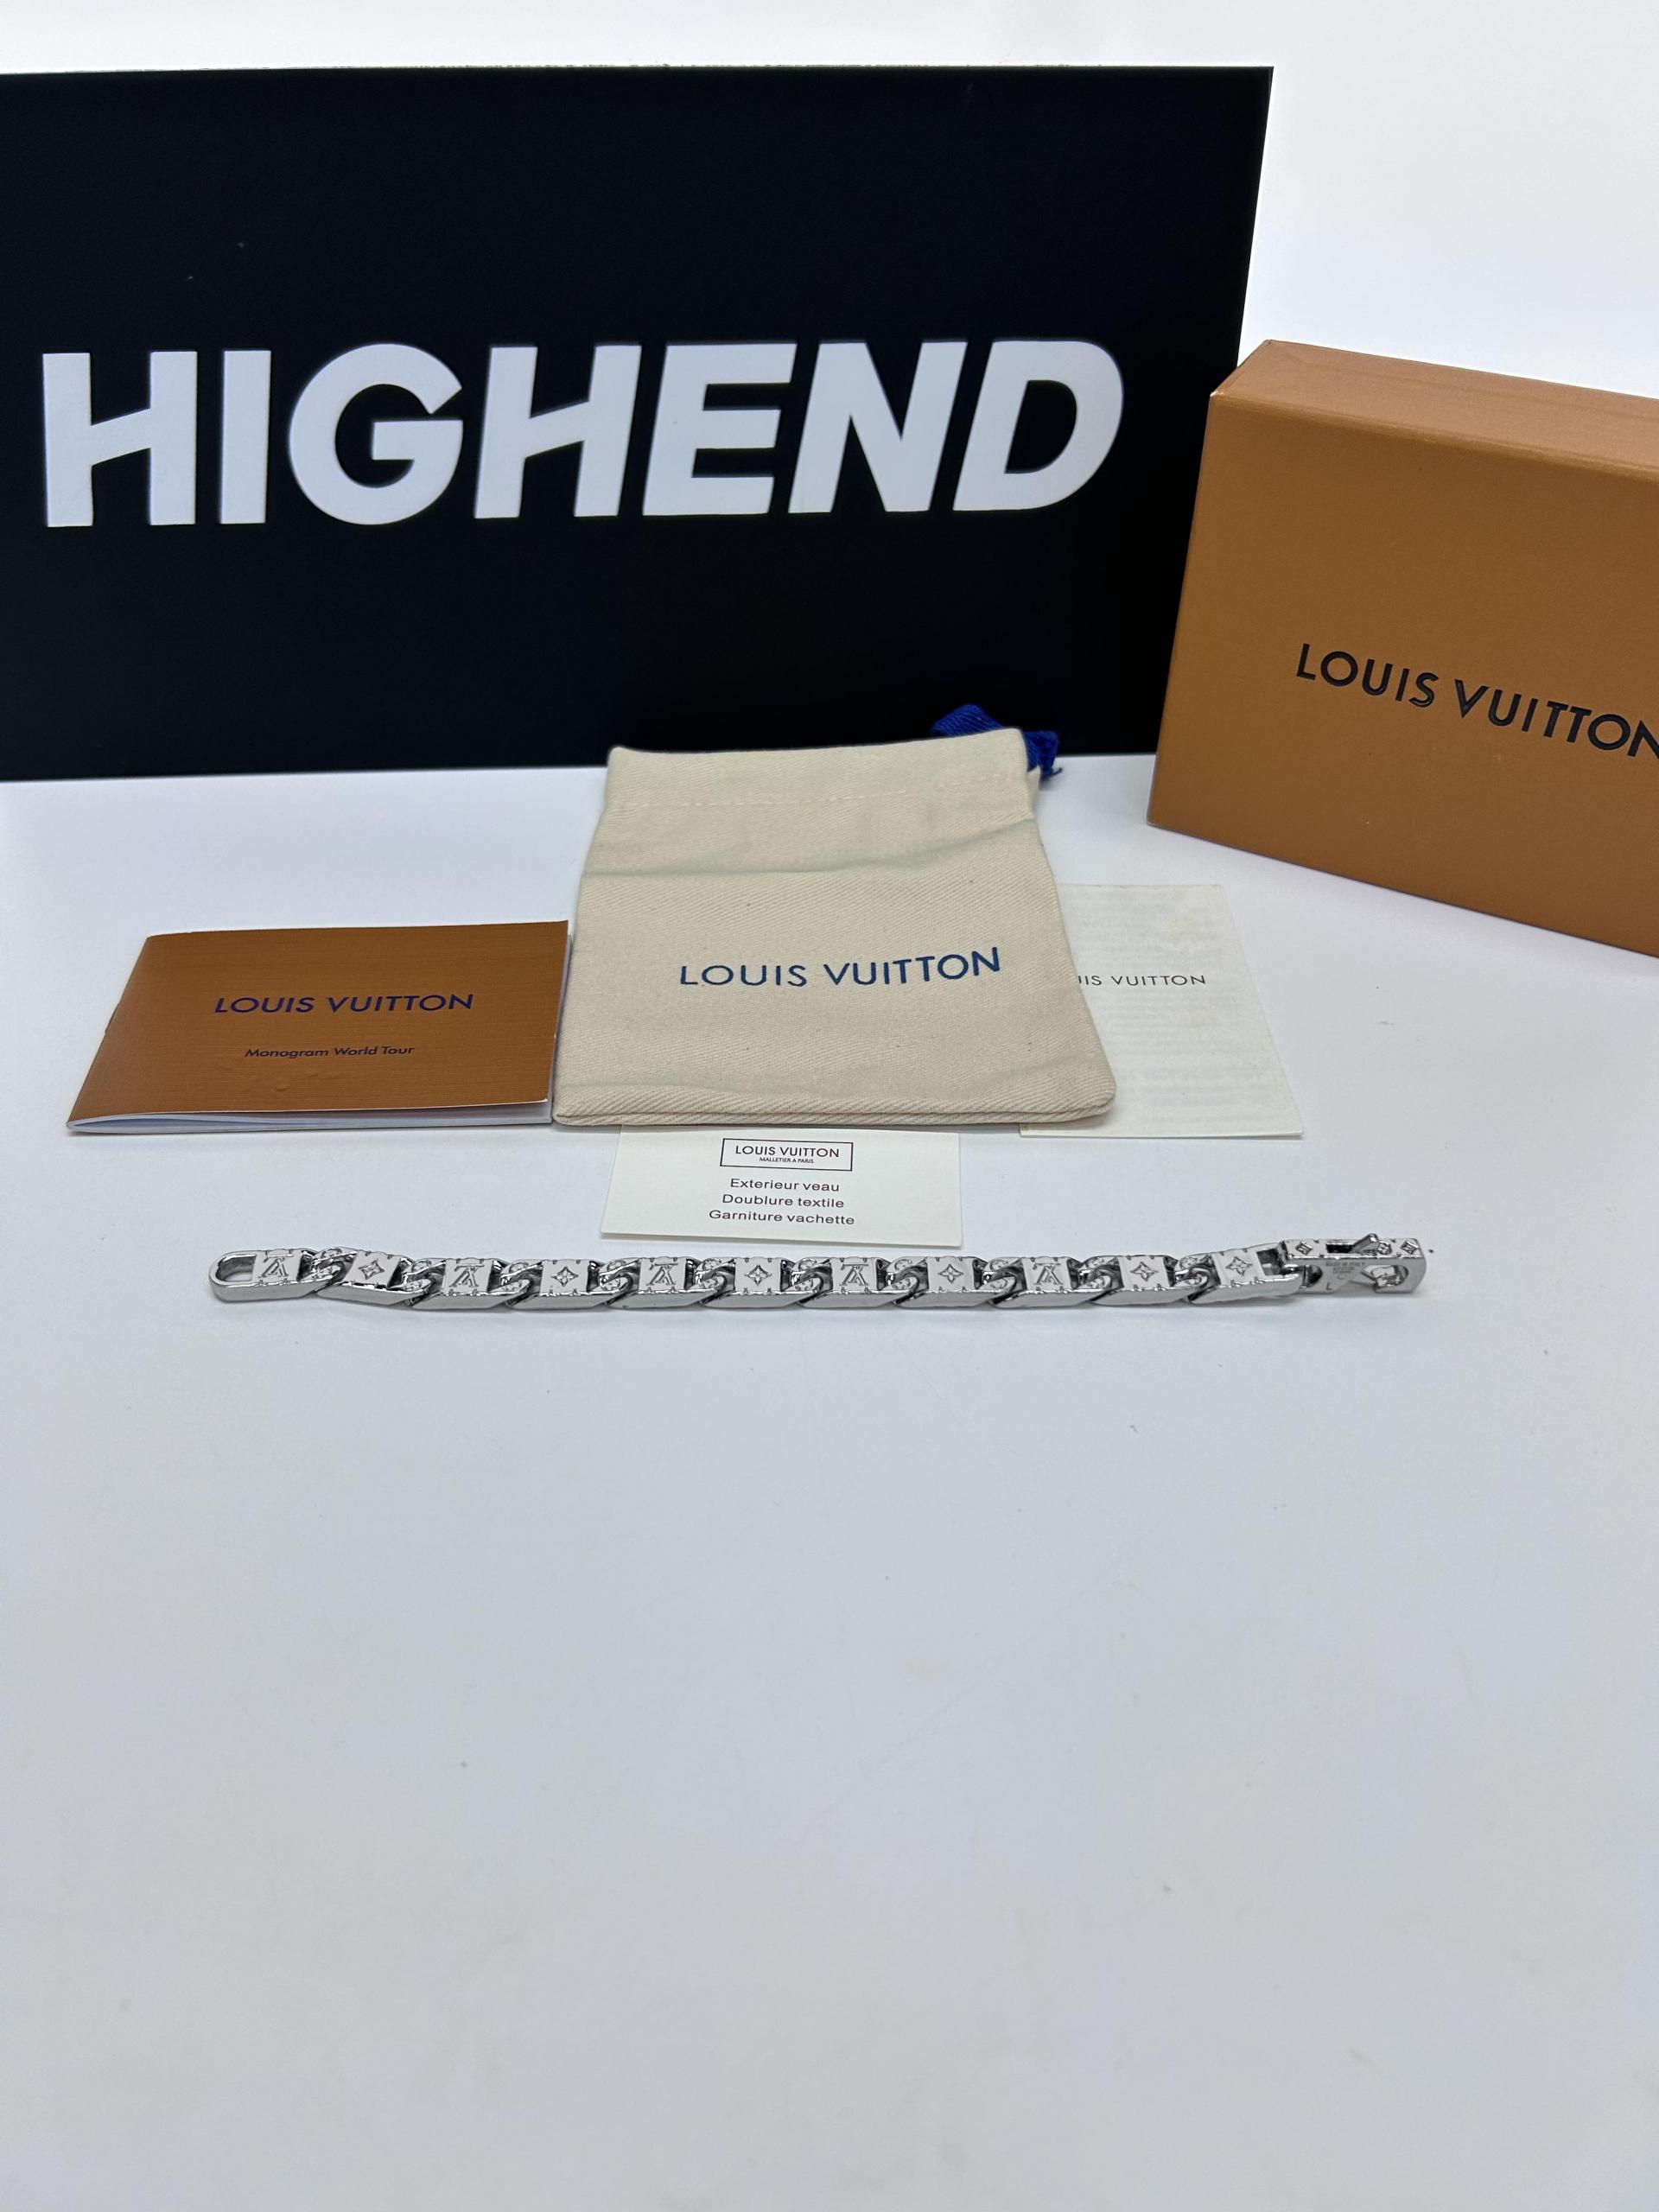 HIGHEND
LOUIS VUITTON
LOUIS VUITTON
Monogram World Tour
LOUIS VUITTON
UIS VUITTON
LOUIS VUITTON
MALLETIER A PARIS
Exterieur veau
Doublure textile
Garniture vachette